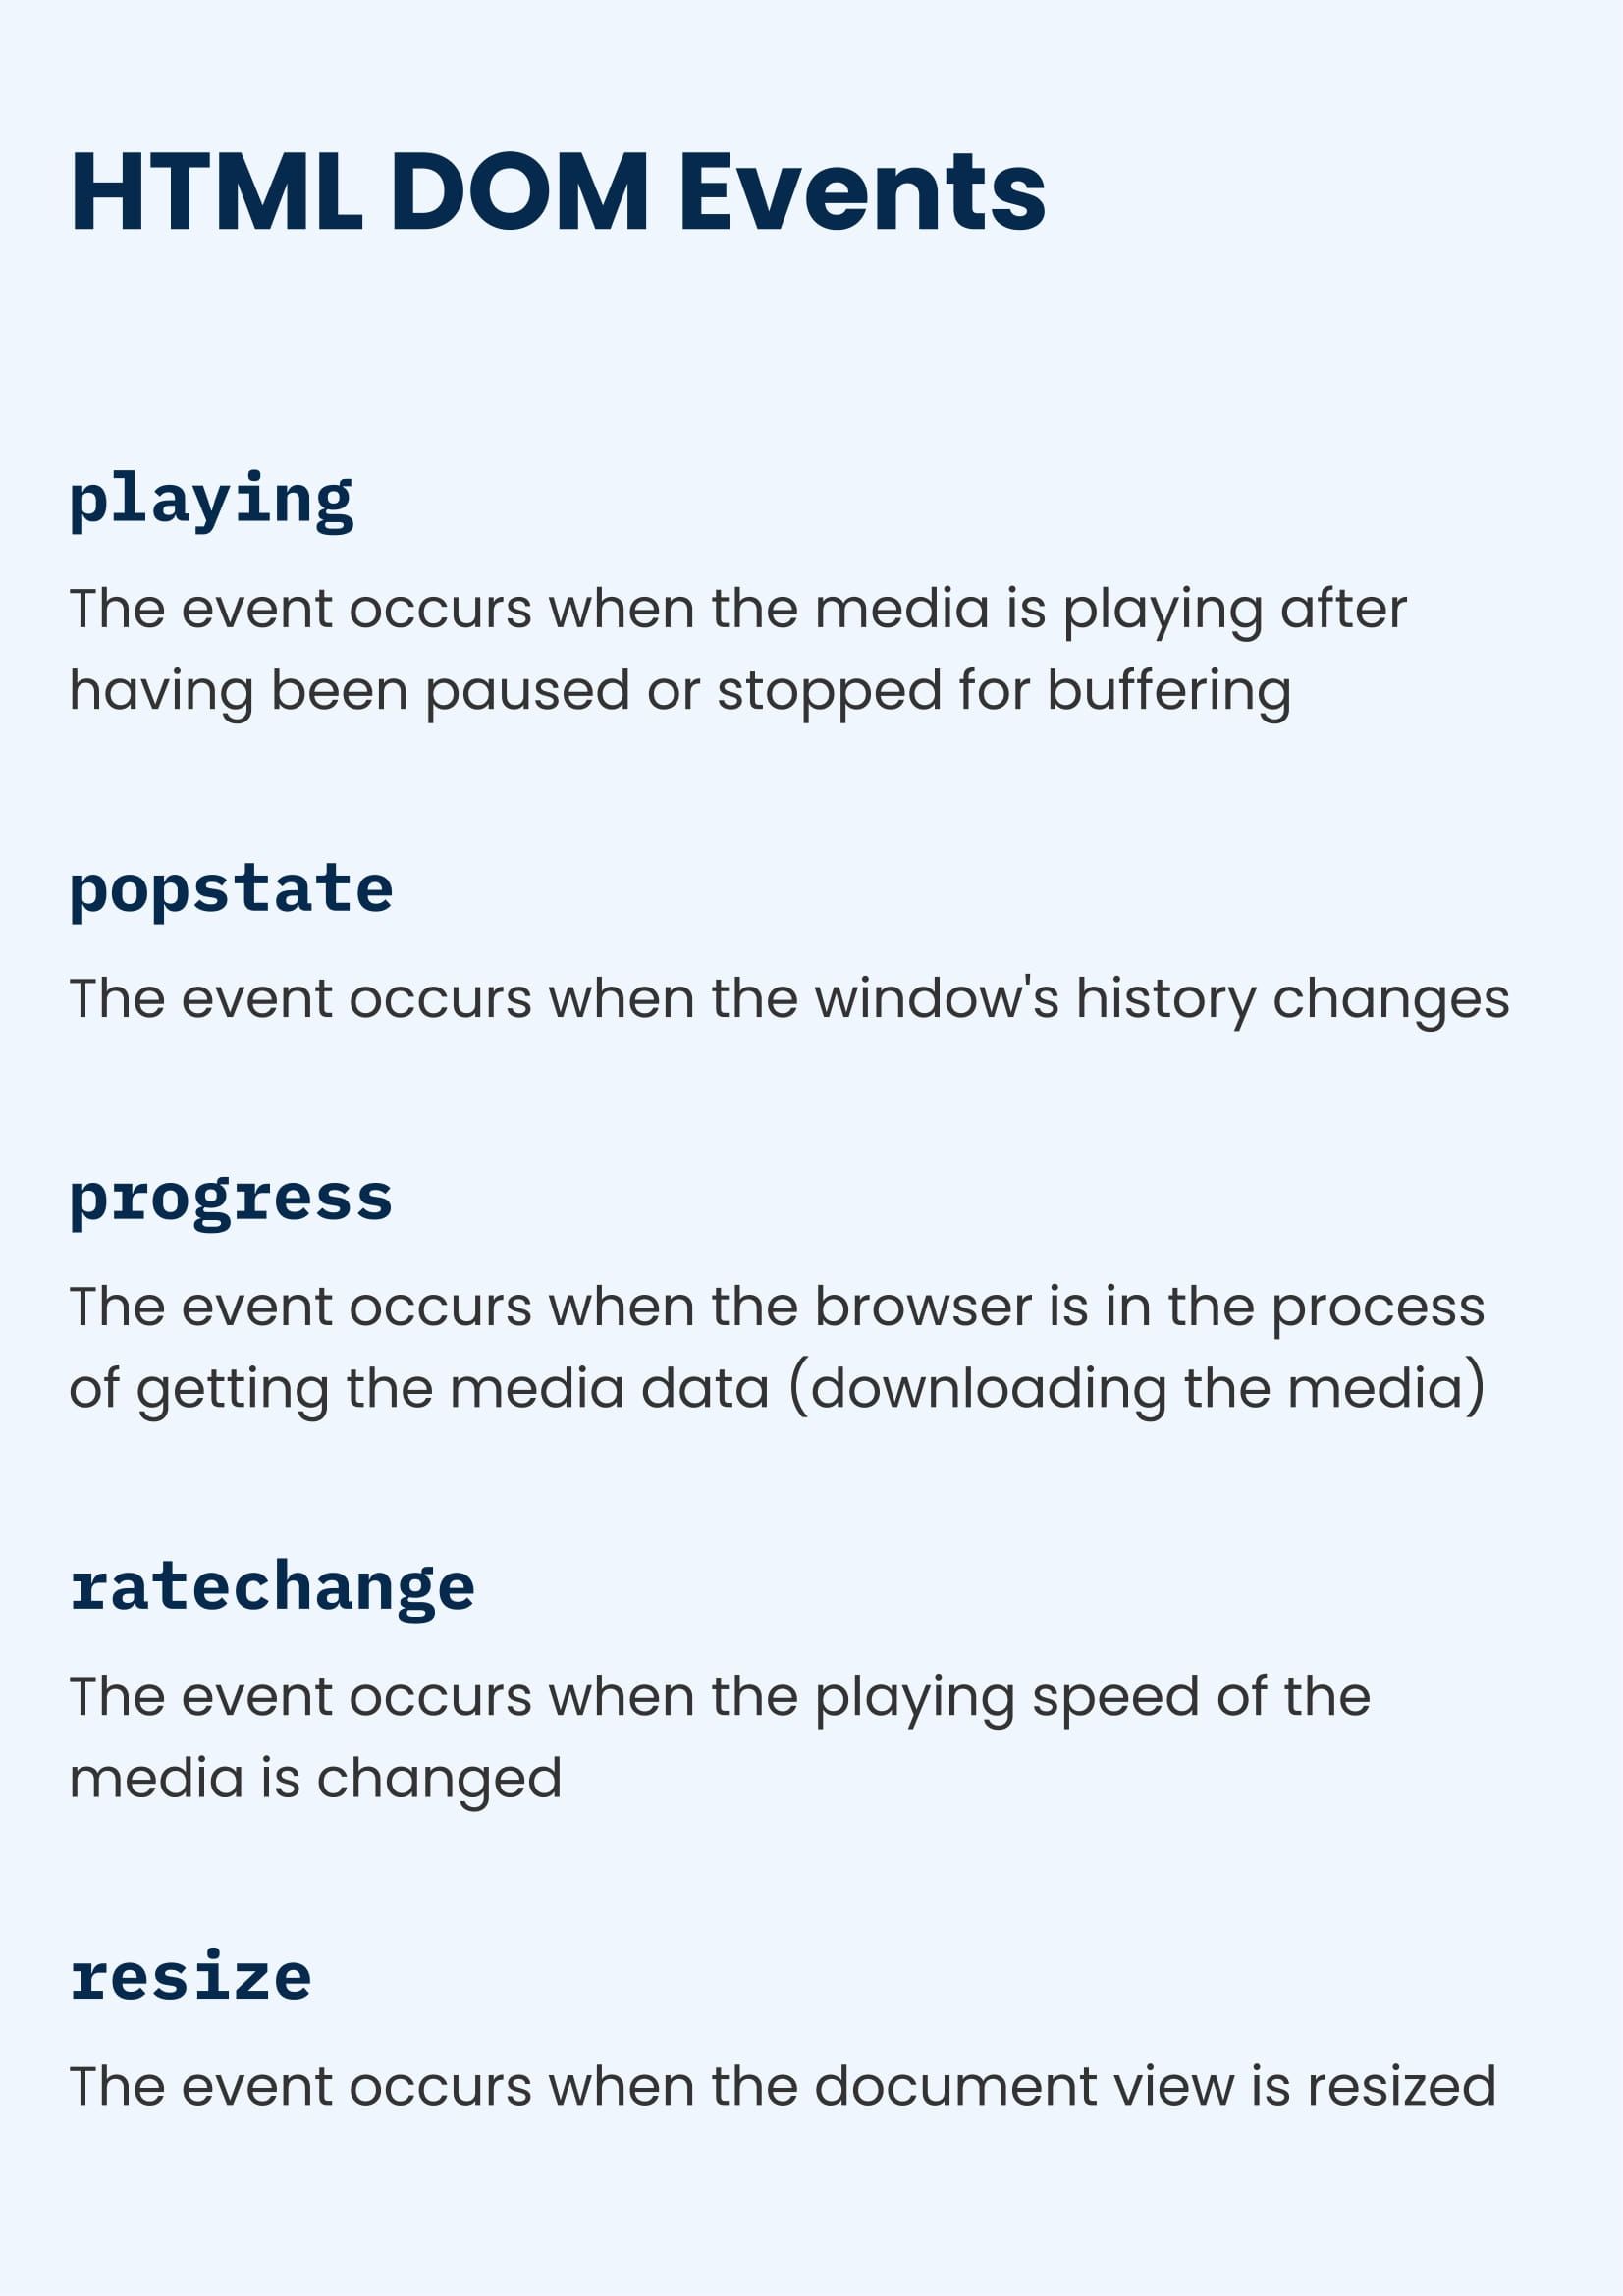 HTML DOM Events
playing
The event occurs when the media is playing after
having been paused or stopped for buffering
popstate
The event occurs when the window's history changes
progress
The event occurs when the browser is in the process
of getting the media data (downloading the media)
ratechange
The event occurs when the playing speed of the
media is changed
resize
The event occurs when the document view is resized